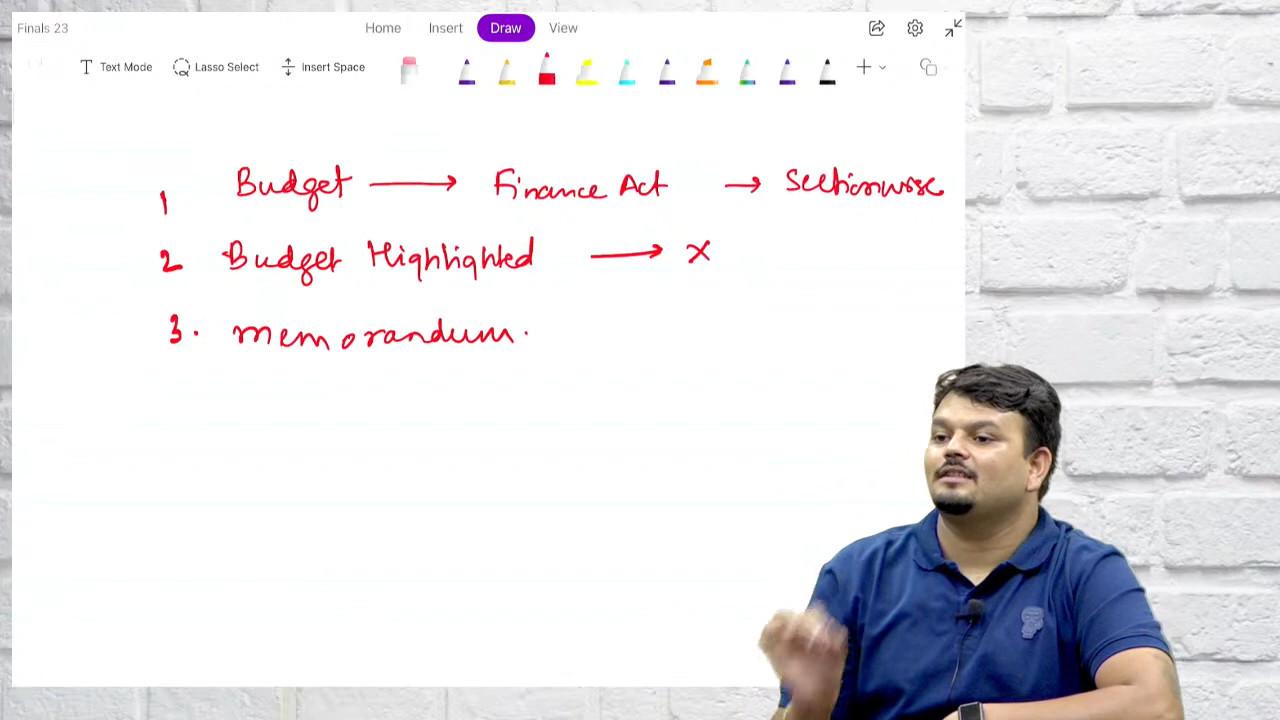 Finals 23
Home Insert Draw View
Text Mode Lasso Select Insert Space
1 Budget → Finance Act → Sectionwise
2 Budget Highlighted → X
3. Memorandum.